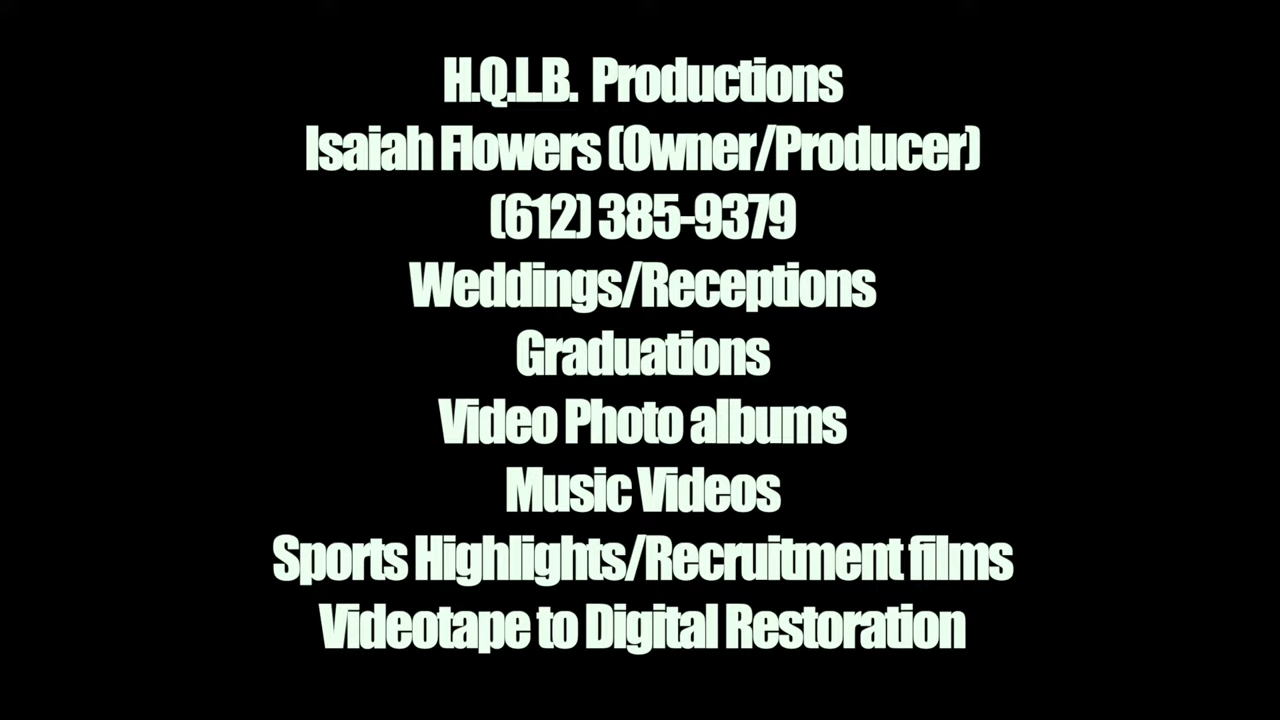 H.Q.L.B. Productions
Isaiah Flowers (Owner/Producer)
(612) 385-9379
Weddings/Receptions
Graduations
Video Photo albums
Music Videos
Sports Highlights/Recruitment films
Videotape to Digital Restoration